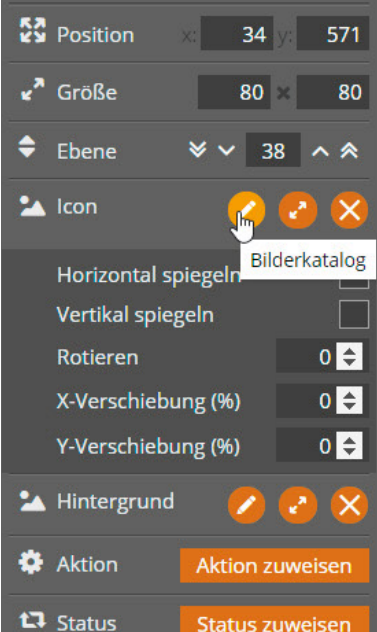 Position x: 34 y: 571
Größe 80 × 80
Ebene 38
Icon
Bilderkatalog
Horizontal spiegeln
Vertikal spiegeln
Rotieren 0
X-Verschiebung (%) 0
Y-Verschiebung (%) 0
Hintergrund
Aktion Aktion zuweisen
Status Status zuweisen